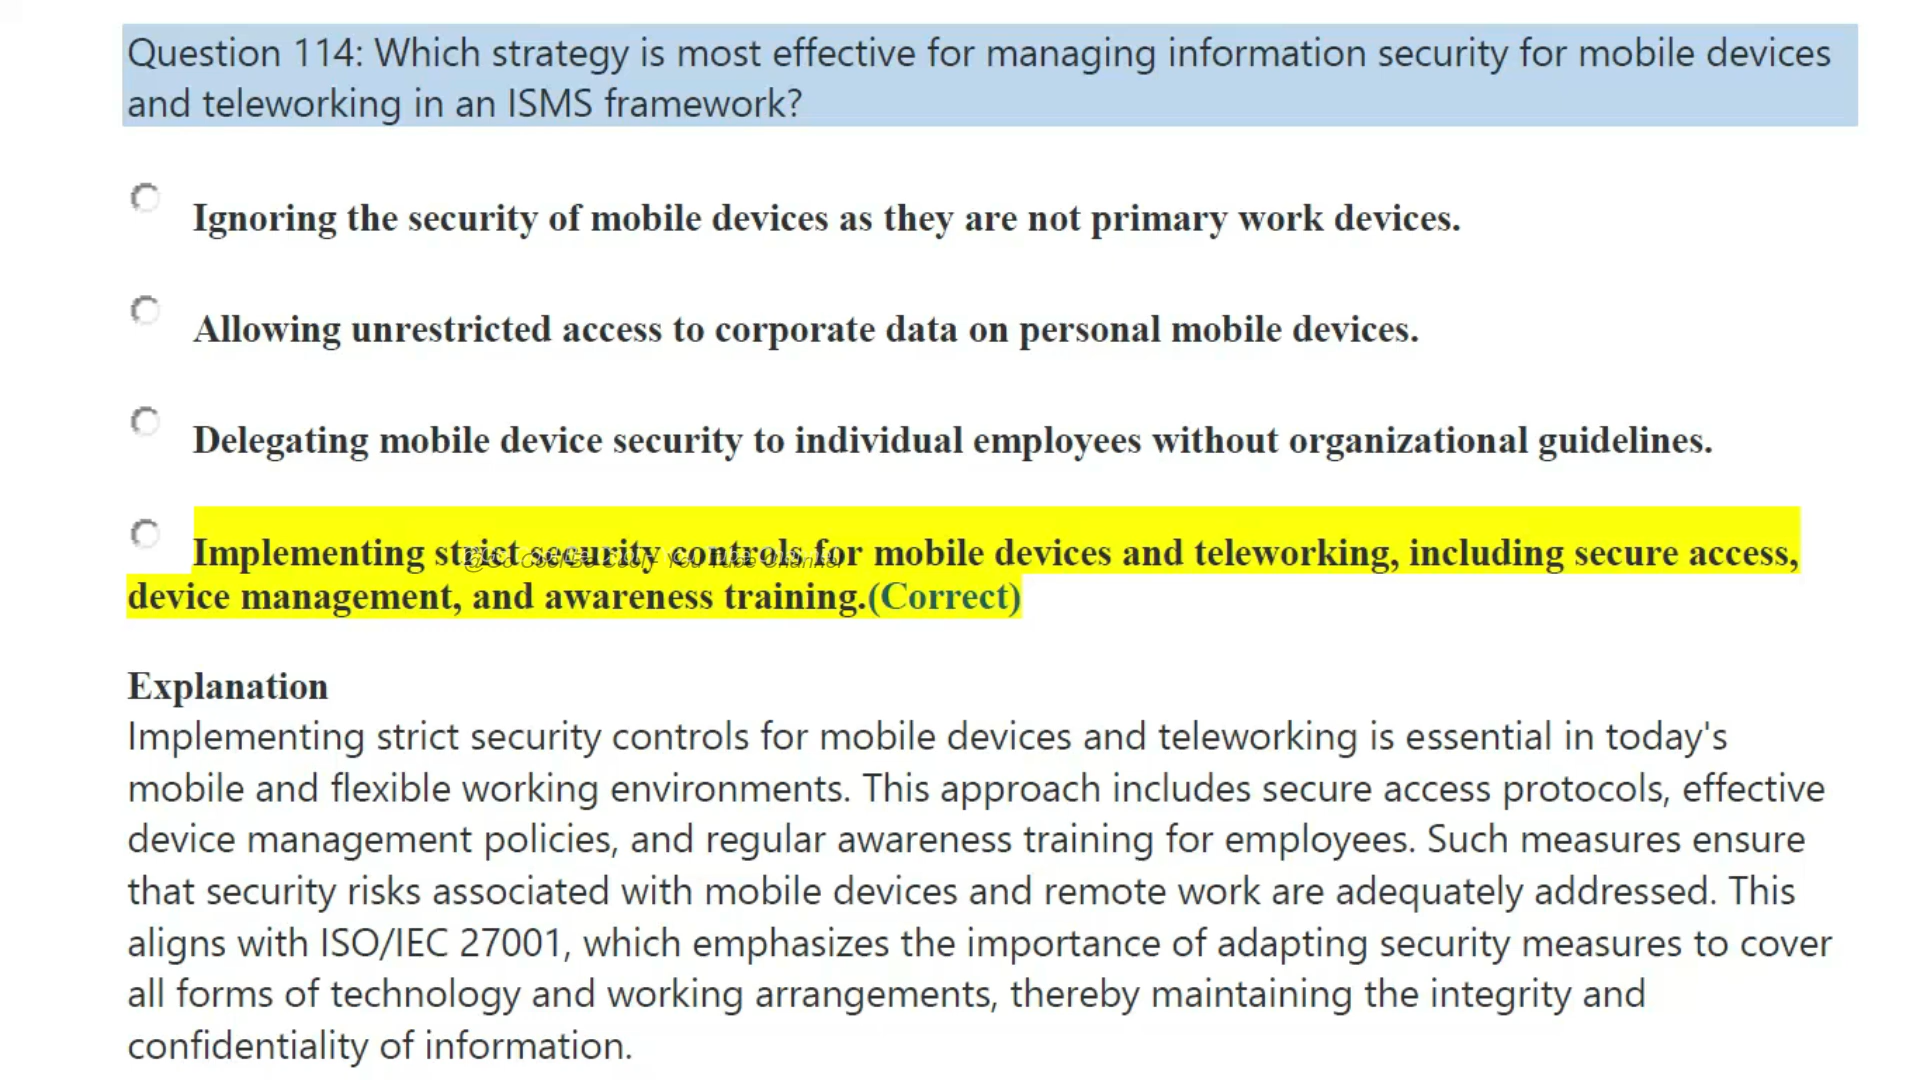 Question 114: Which strategy is most effective for managing information security for mobile devices
and teleworking in an ISMS framework?
Ignoring the security of mobile devices as they are not primary work devices.
Allowing unrestricted access to corporate data on personal mobile devices.
Delegating mobile device security to individual employees without organizational guidelines.
Implementing strict security controls for mobile devices and teleworking, including secure access,
device management, and awareness training.(Correct)
Explanation
Implementing strict security controls for mobile devices and teleworking is essential in today's
mobile and flexible working environments. This approach includes secure access protocols, effective
device management policies, and regular awareness training for employees. Such measures ensure
that security risks associated with mobile devices and remote work are adequately addressed. This
aligns with ISO/IEC 27001, which emphasizes the importance of adapting security measures to cover
all forms of technology and working arrangements, thereby maintaining the integrity and
confidentiality of information.